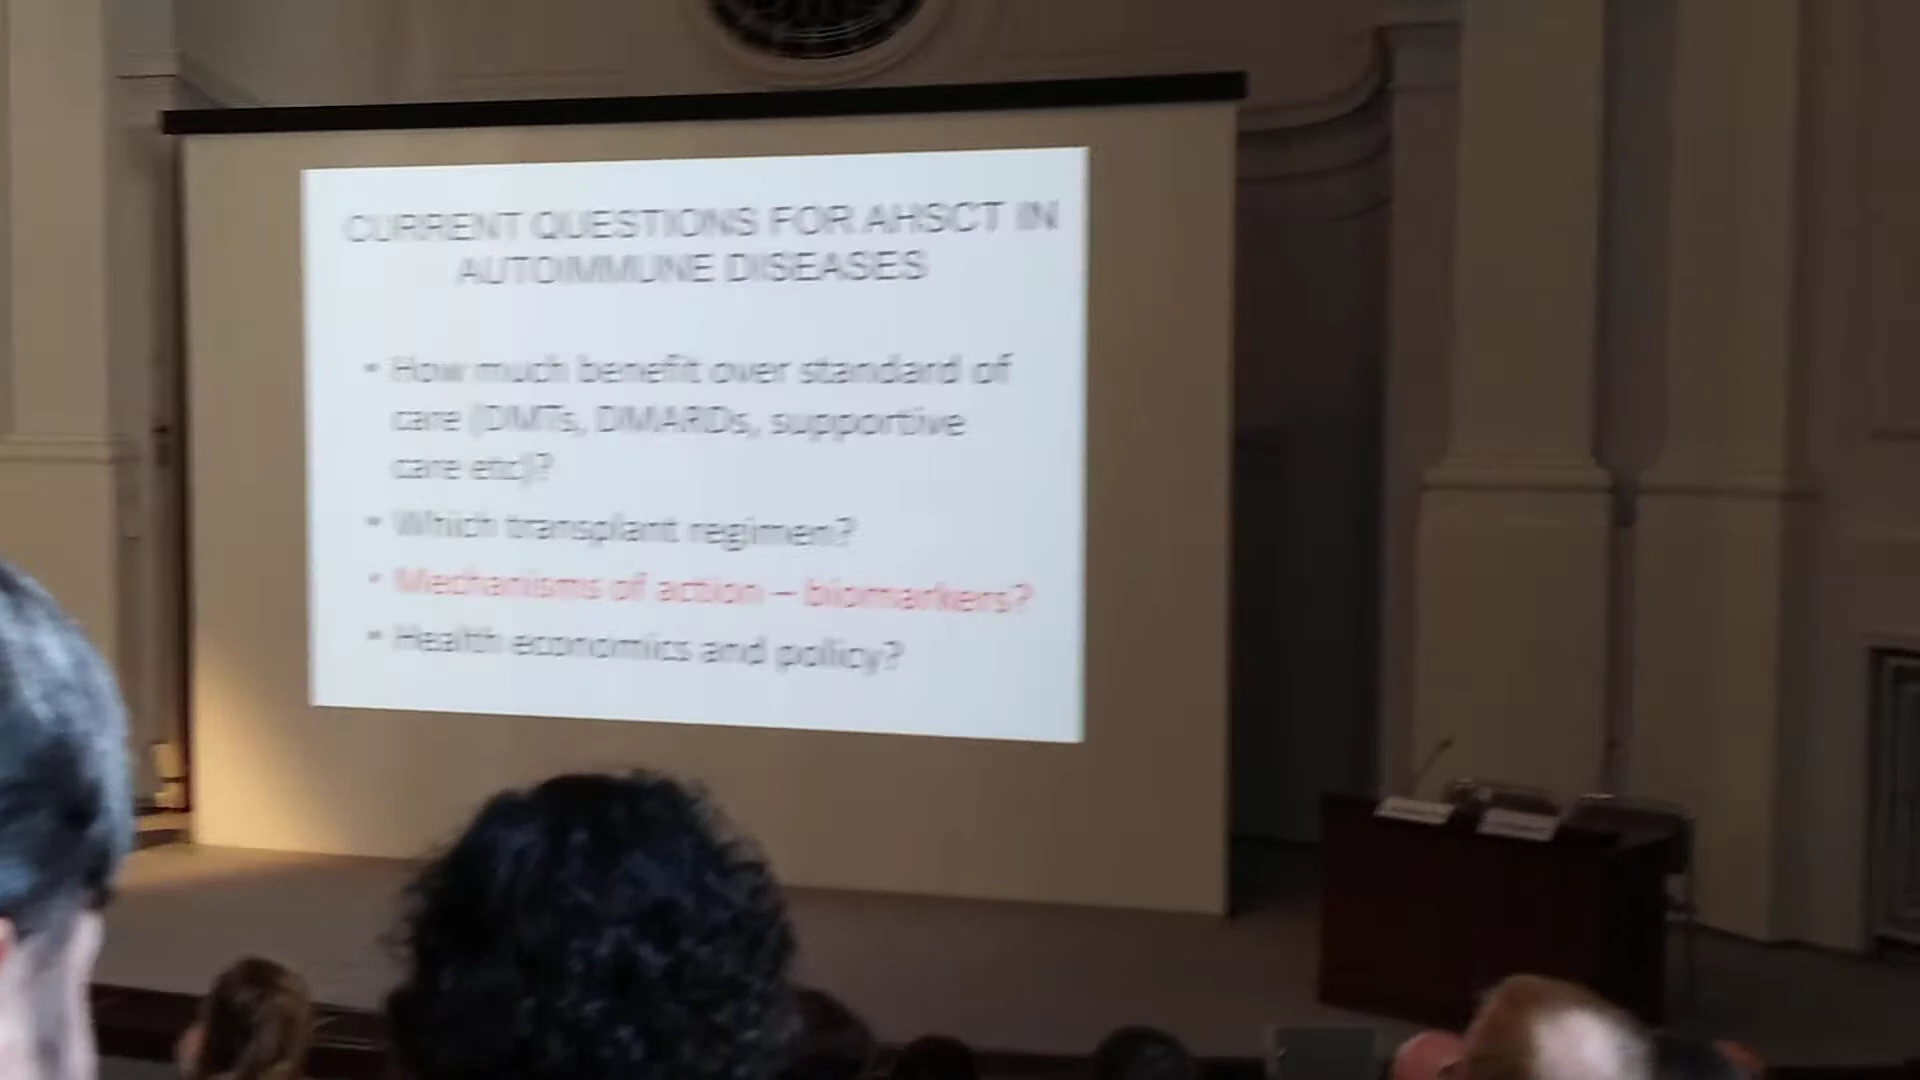 CURRENT QUESTIONS FOR AHSCT IN
AUTOIMMUNE DISEASES
• How much benefit over standard of
care (DMTs, DMARDs, supportive
care etc)?
• Which transplant regimen?
• Mechanisms of action – biomarkers?
• Health economics and policy?